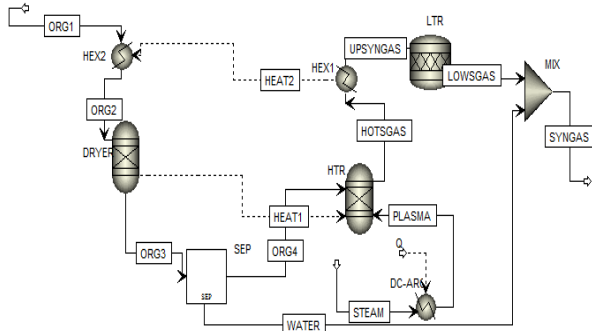 LTR
ORG1
UPSYNGAS
HEX2
HEX1
MIX
HEAT2
LOWSGAS
ORG2
HOTSGAS
DRYER
SYNGAS
HTR
HEAT1
PLASMA
ORG3
SEP
ORG4
Q
DC-ARC
SEP
STEAM
WATER